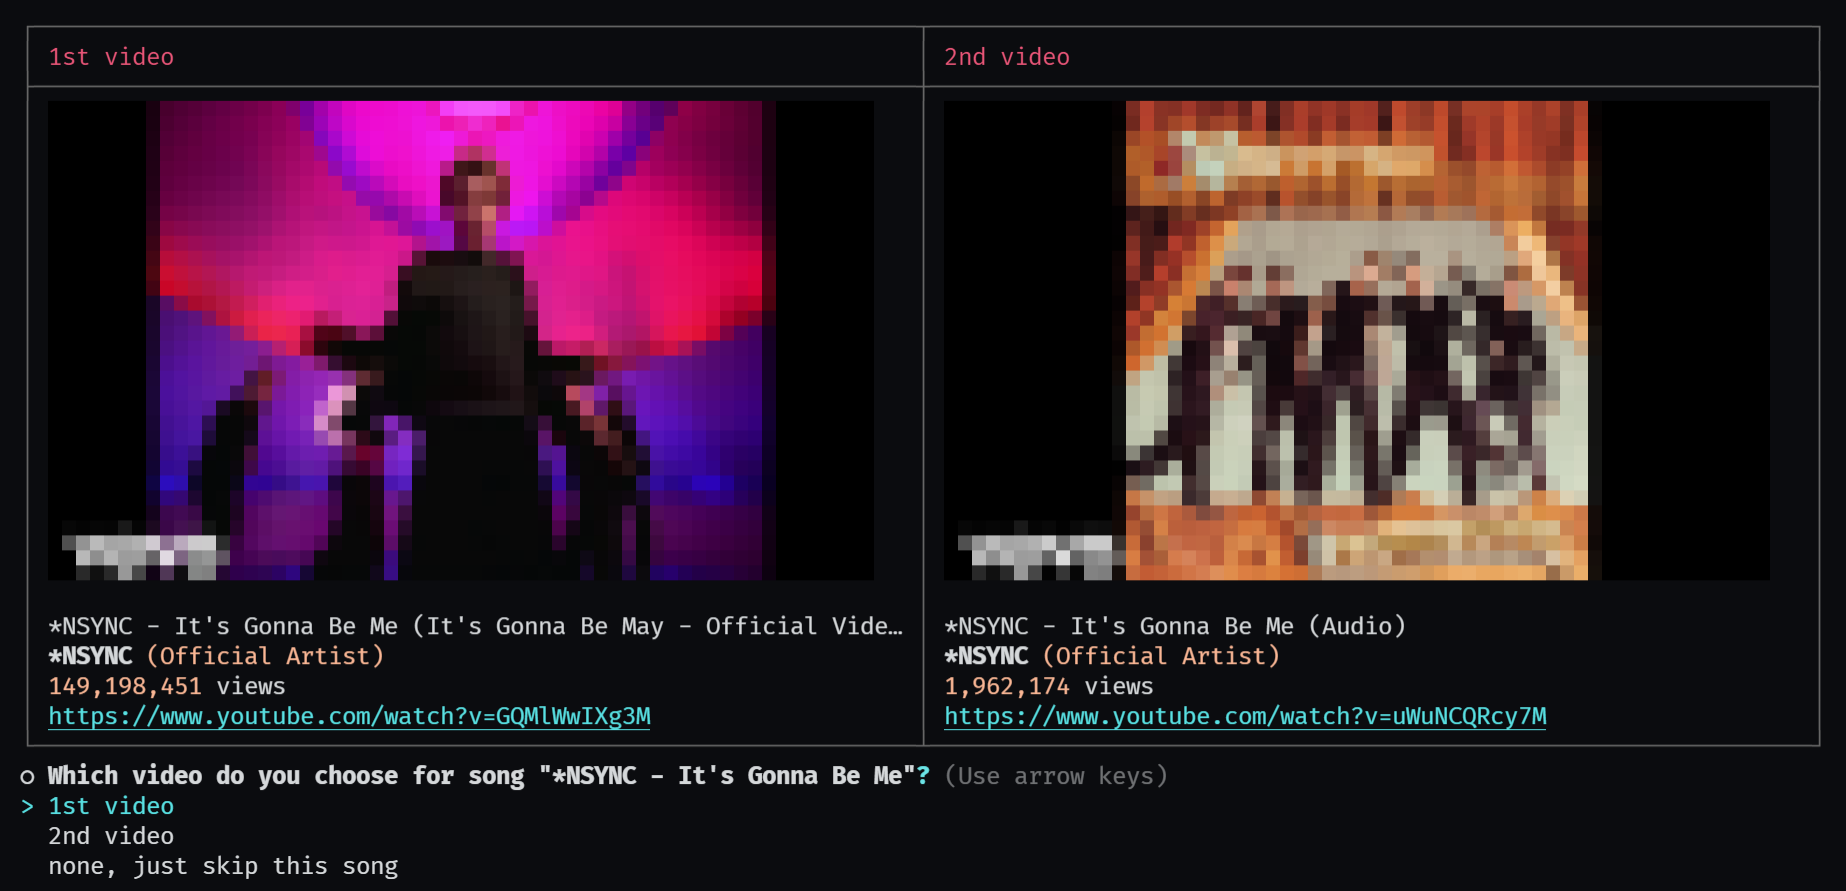 1st video
2nd video
*NSYNC - It's Gonna Be Me (It's Gonna Be May - Official Vide…
*NSYNC (Official Artist)
149,198,451 views
https://www.youtube.com/watch?v=GQMlWwIXg3M
*NSYNC - It's Gonna Be Me (Audio)
*NSYNC (Official Artist)
1,962,174 views
https://www.youtube.com/watch?v=uWuNCQRcy7M
○ Which video do you choose for song "*NSYNC - It's Gonna Be Me"? (Use arrow keys)
> 1st video
2nd video
none, just skip this song